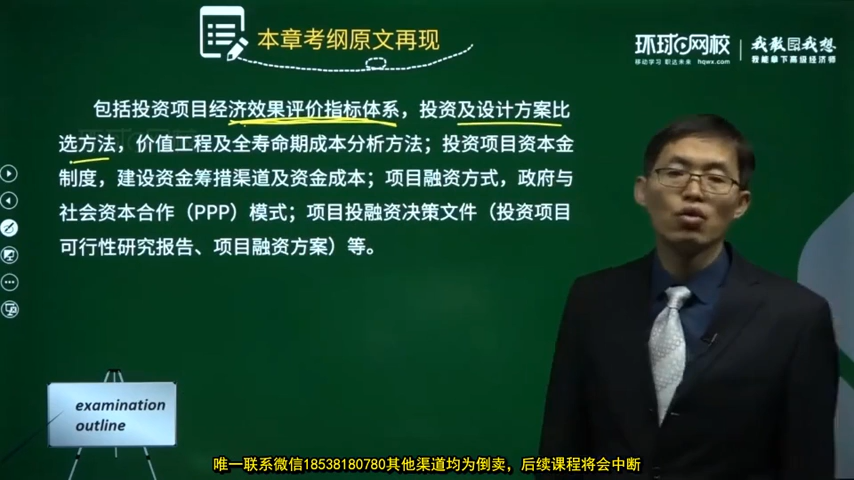 本章考纲原文再现
环球网校
移动学习 职达未来 hqwx.com
我敢因我想
我能拿下高级经济师
包括投资项目经济效果评价指标体系，投资及设计方案比
选方法，价值工程及全寿命期成本分析方法；投资项目资本金
制度，建设资金筹措渠道及资金成本；项目融资方式，政府与
社会资本合作（PPP）模式；项目投融资决策文件（投资项目
可行性研究报告、项目融资方案）等。
examination
outline
唯一联系微信18538180780其他渠道均为倒卖，后续课程将会中断